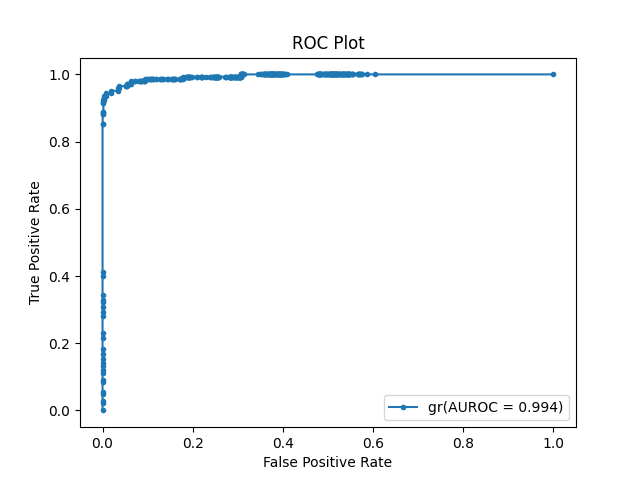 ROC Plot
True Positive Rate
1.0
0.8
0.6
0.4
0.2
0.0
gr(AUROC = 0.994)
0.0 0.2 0.4 0.6 0.8 1.0
False Positive Rate